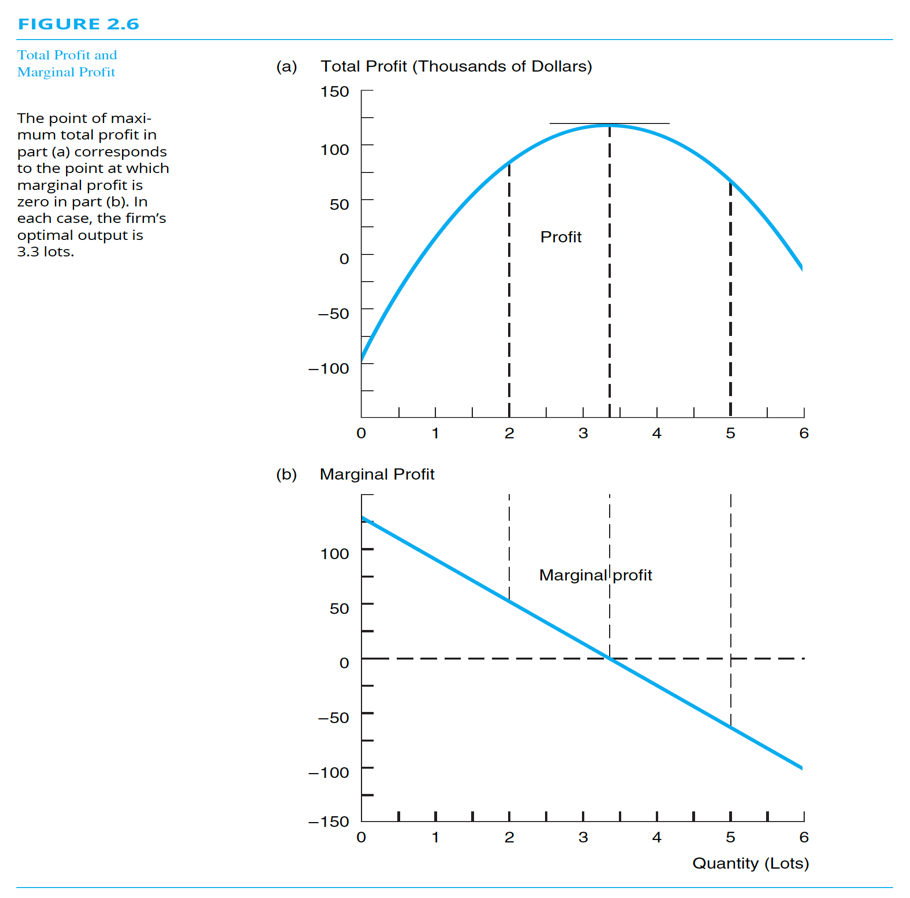 FIGURE 2.6
Total Profit and
Marginal Profit
The point of maxi-
mum total profit in
part (a) corresponds
to the point at which
marginal profit is
zero in part (b). In
each case, the firm’s
optimal output is
3.3 lots.
(a) Total Profit (Thousands of Dollars)
150
100
50
0
−50
−100
Profit
0 1 2 3 4 5 6
(b) Marginal Profit
100
50
0
−50
−100
−150
Marginal profit
0 1 2 3 4 5 6
Quantity (Lots)